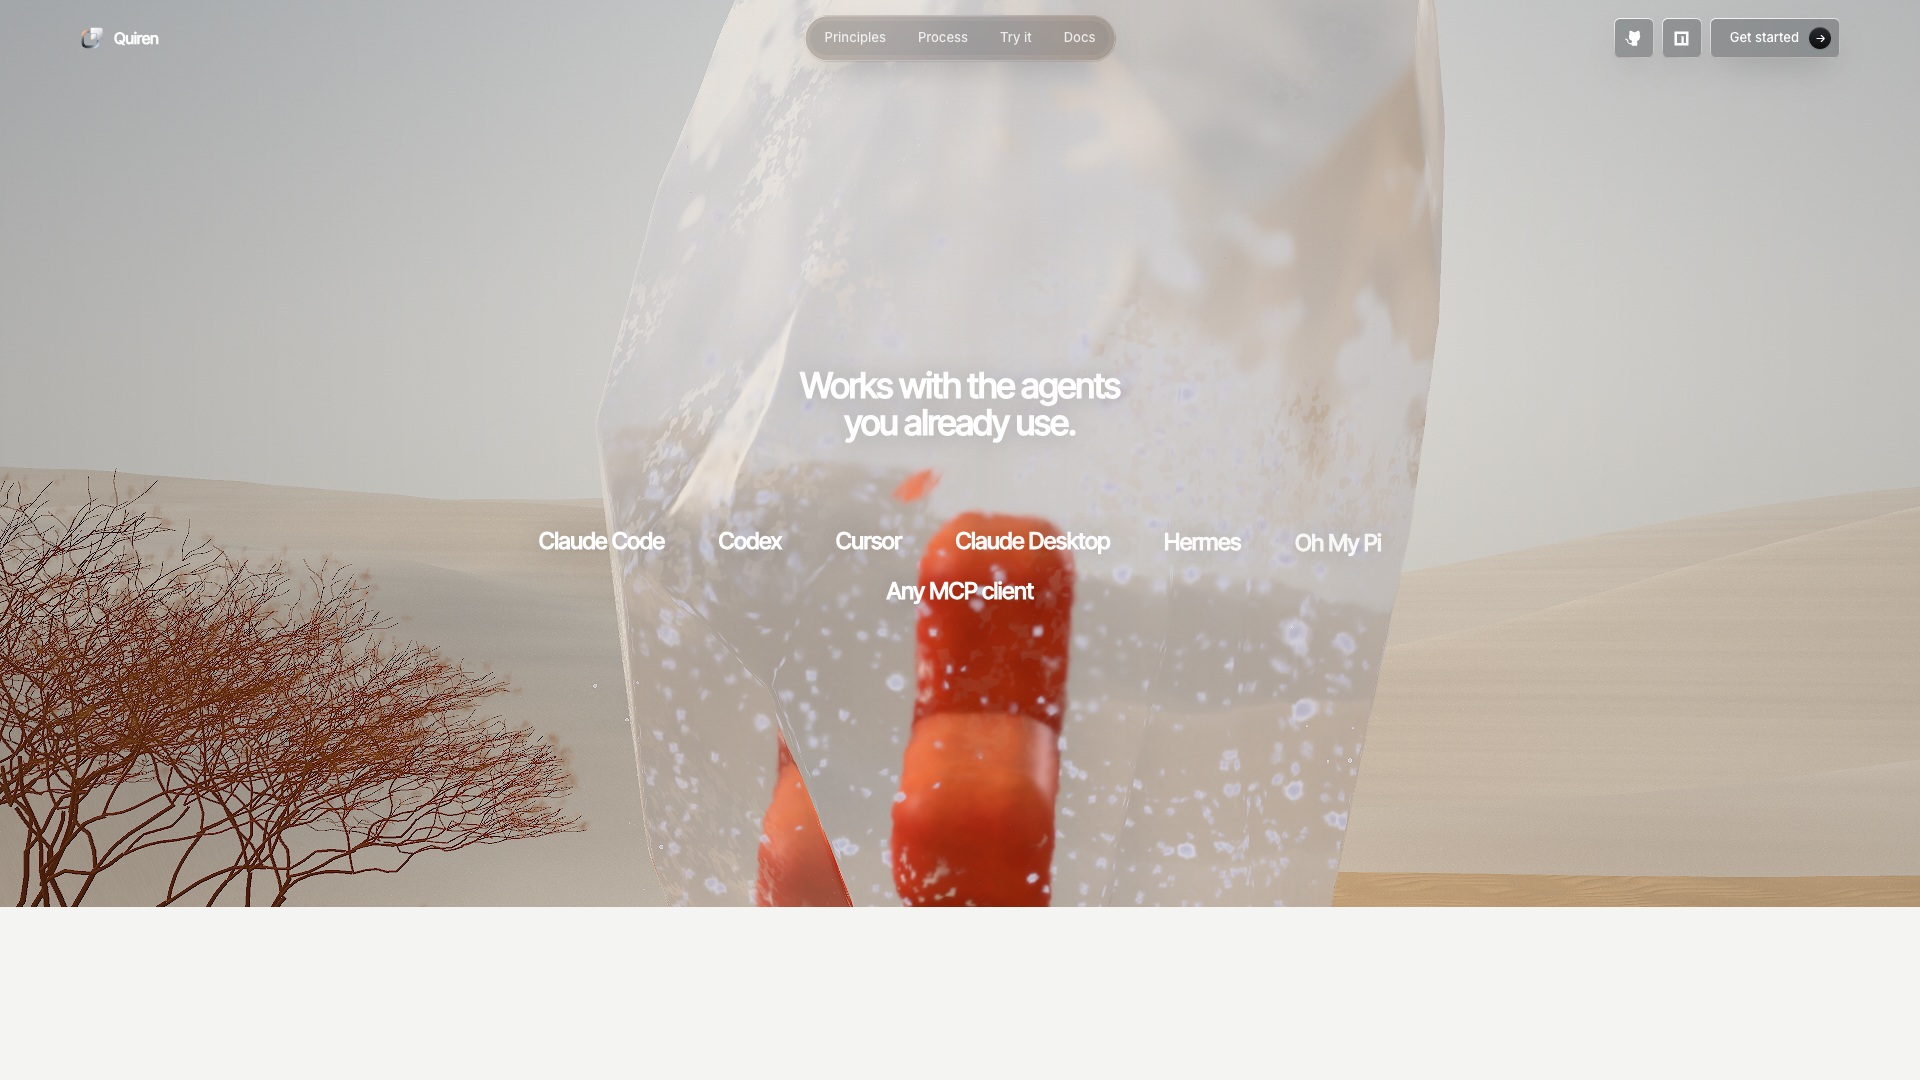 Quiren
Principles
Process
Try it
Docs
Get started
Works with the agents
you already use.
Claude Code
Codex
Cursor
Claude Desktop
Hermes
Oh My Pi
Any MCP client